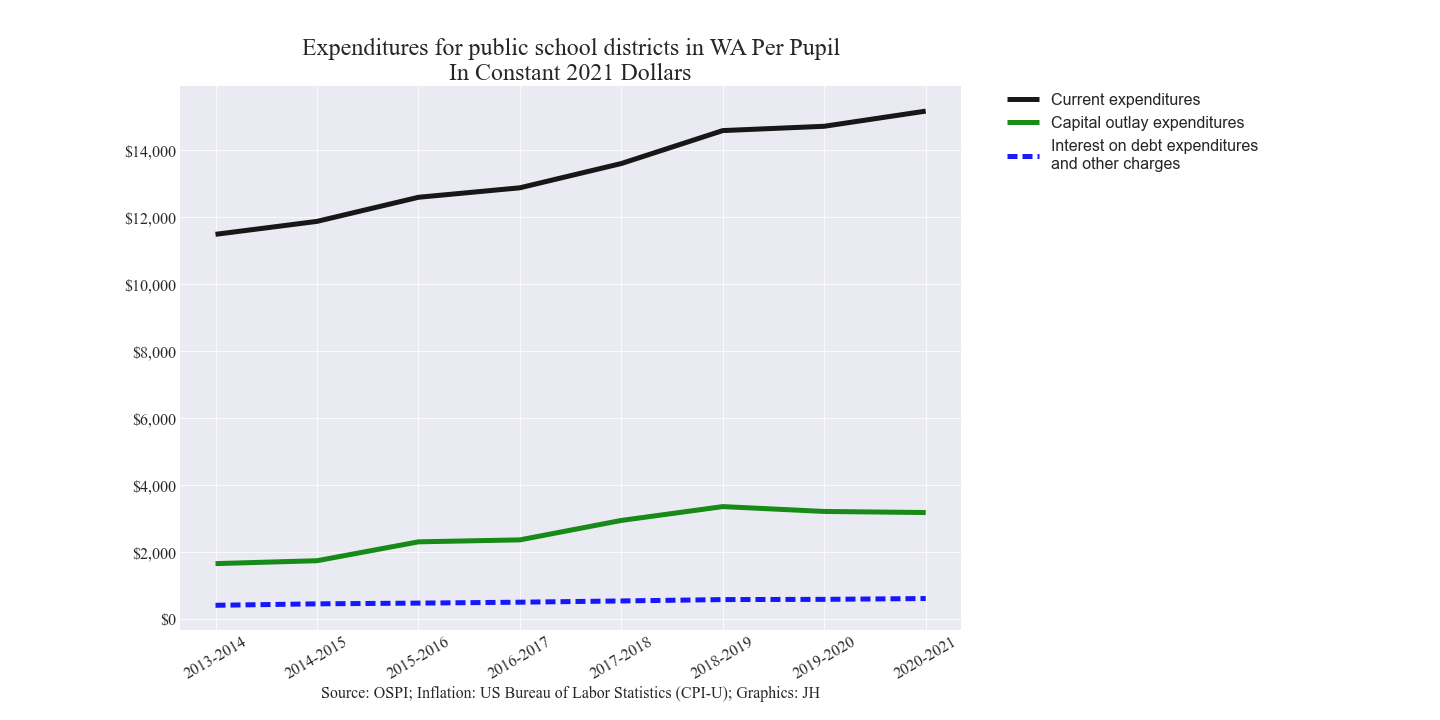 Expenditures for public school districts in WA Per Pupil
In Constant 2021 Dollars
Current expenditures
Capital outlay expenditures
Interest on debt expenditures
and other charges
$14,000
$12,000
$10,000
$8,000
$6,000
$4,000
$2,000
$0
2013-2014
2014-2015
2015-2016
2016-2017
2017-2018
2018-2019
2019-2020
2020-2021
Source: OSPI; Inflation: US Bureau of Labor Statistics (CPI-U); Graphics: JH